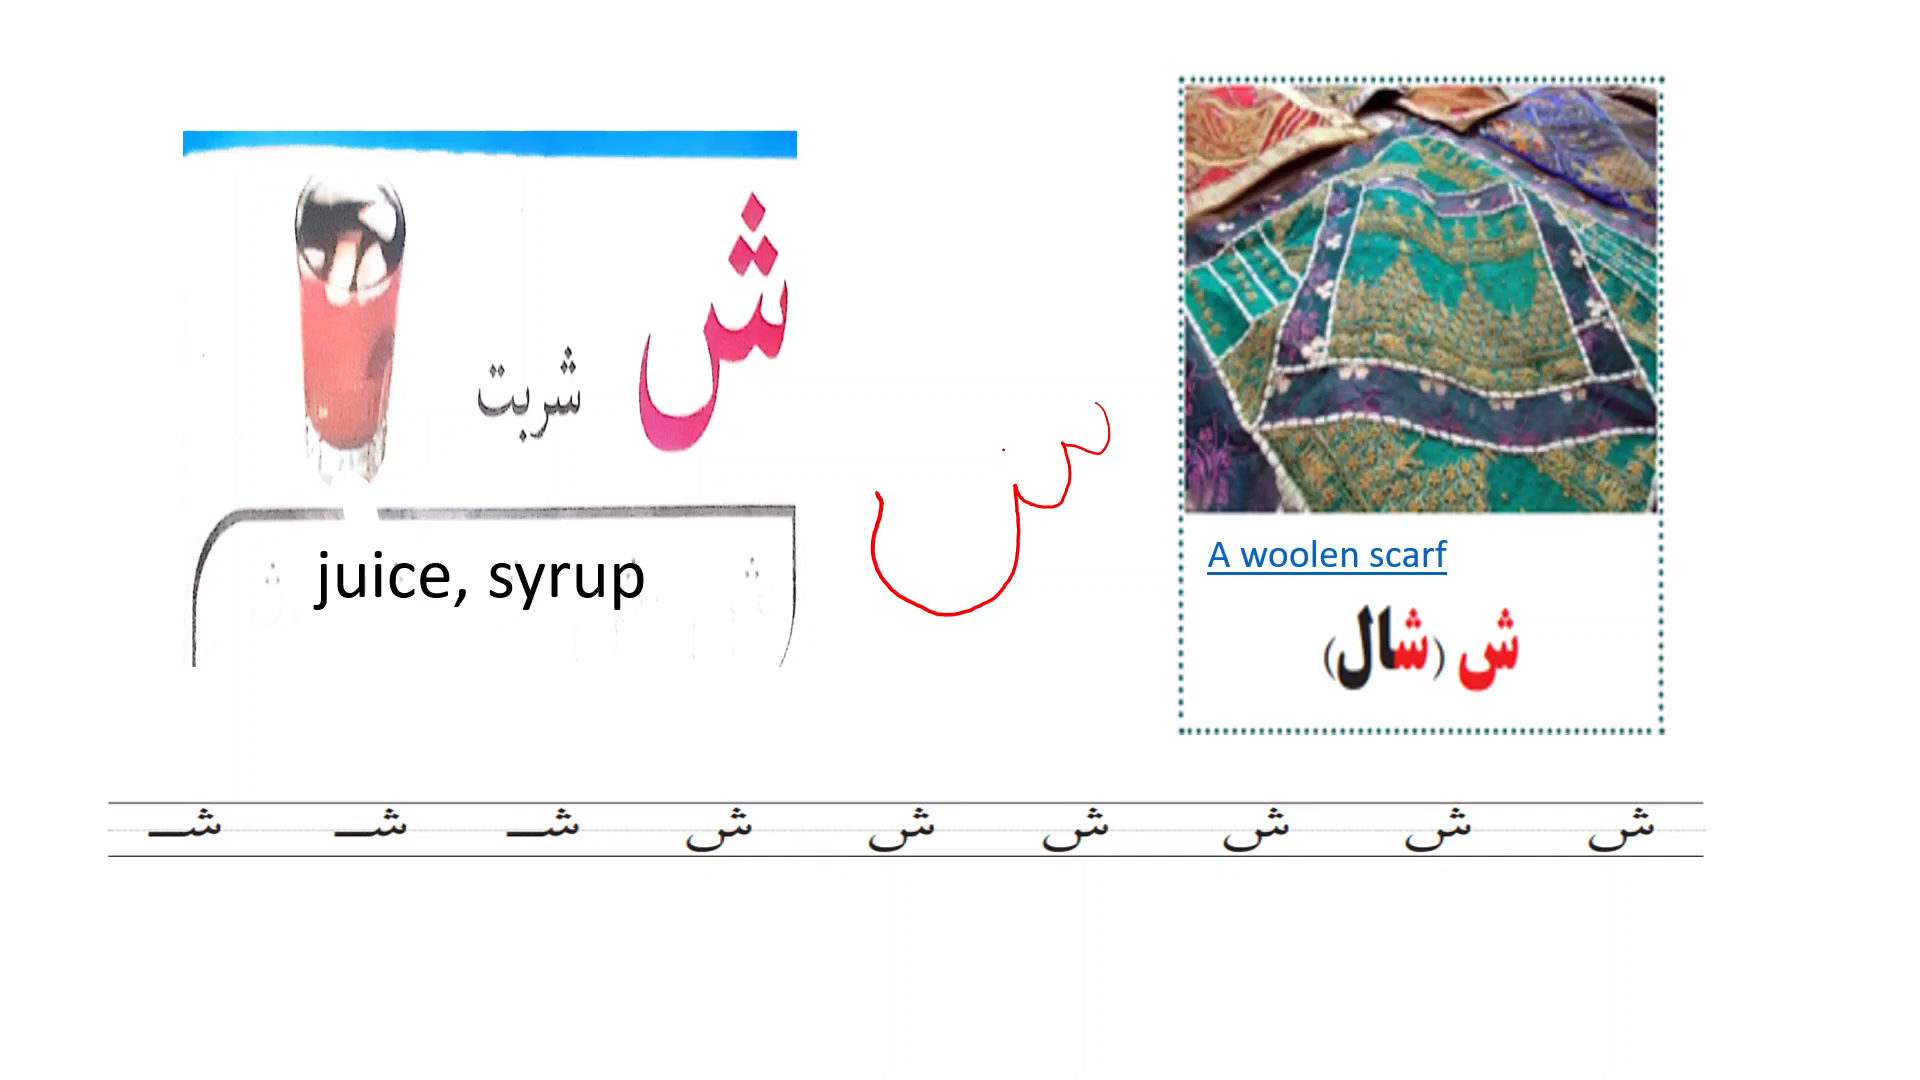 ش
شربت
juice, syrup
س
A woolen scarf
ش (شال)
ش ش ش ش ش ش شـ شـ شـ